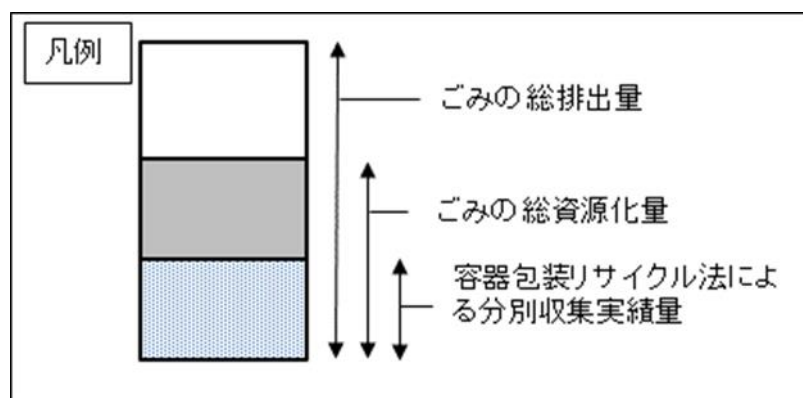 凡例
ごみの総排出量
ごみの総資源化量
容器包装リサイクル法によ
る分別収集実績量